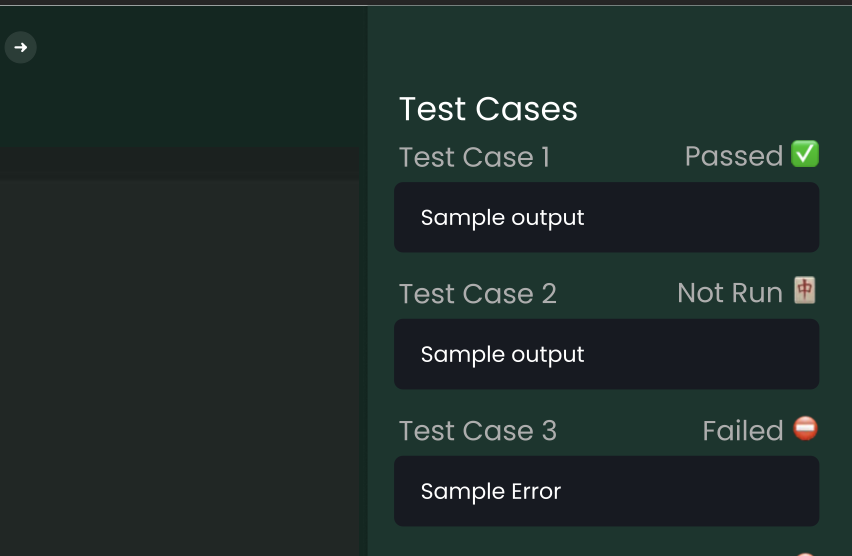 Test Cases
Test Case 1 Passed ✅
Sample output
Test Case 2 Not Run 🀄
Sample output
Test Case 3 Failed ⛔
Sample Error